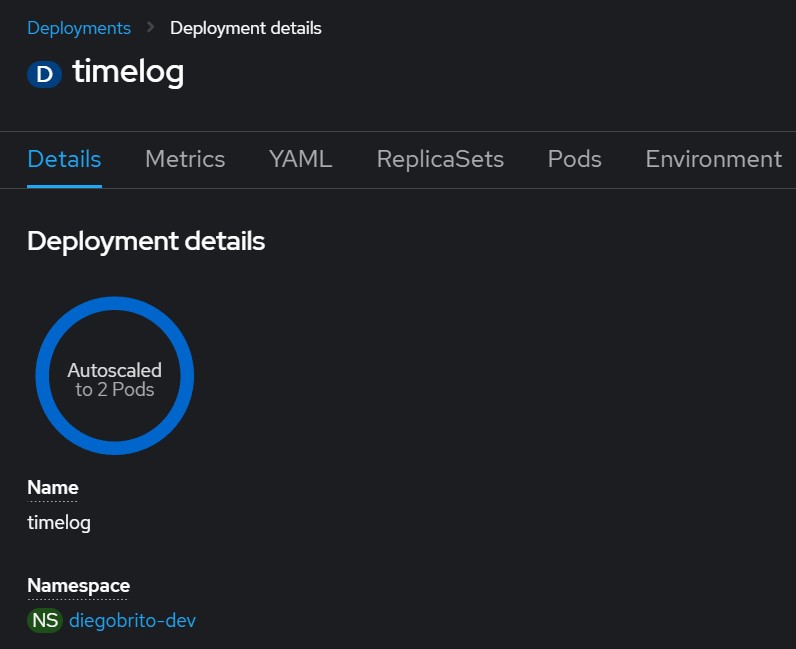 Deployments > Deployment details
D timelog
Details Metrics YAML ReplicaSets Pods Environment
Deployment details
Autoscaled
to 2 Pods
Name
timelog
Namespace
NS diegobrito-dev